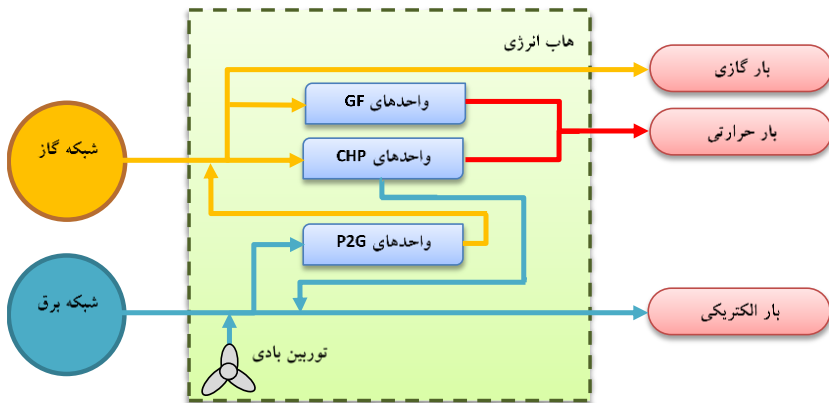 هاب انرژی
بار گازی
واحدهای GF
بار حرارتی
شبکه گاز
واحدهای CHP
واحدهای P2G
شبکه برق
بار الکتریکی
توربین بادی